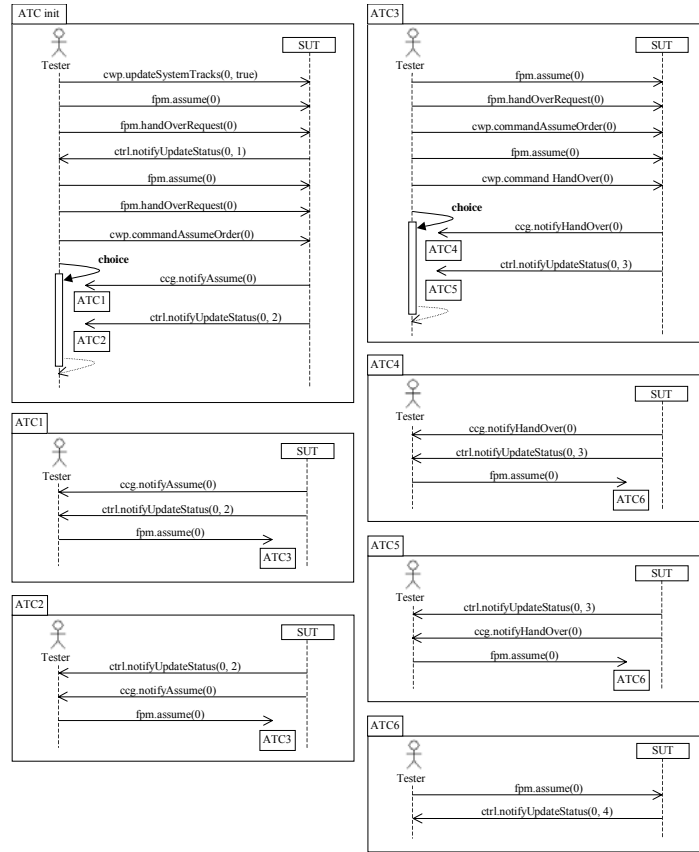 ATC init
SUT
Tester
cwp.updateSystemTracks(0, true)
fpm.assume(0)
fpm.handOverRequest(0)
ctrl.notifyUpdateStatus(0, 1)
fpm.assume(0)
fpm.handOverRequest(0)
cwp.commandAssumeOrder(0)
choice
ccg.notifyAssume(0)
ATC1
ctrl.notifyUpdateStatus(0, 2)
ATC2
ATC1
SUT
Tester
ccg.notifyAssume(0)
ctrl.notifyUpdateStatus(0, 2)
fpm.assume(0)
ATC3
ATC2
SUT
Tester
ctrl.notifyUpdateStatus(0, 2)
ccg.notifyAssume(0)
fpm.assume(0)
ATC3
ATC3
SUT
Tester
fpm.assume(0)
fpm.handOverRequest(0)
cwp.commandAssumeOrder(0)
fpm.assume(0)
cwp.command HandOver(0)
choice
ccg.notifyHandOver(0)
ATC4
ctrl.notifyUpdateStatus(0, 3)
ATC5
ATC4
SUT
Tester
ccg.notifyHandOver(0)
ctrl.notifyUpdateStatus(0, 3)
fpm.assume(0)
ATC6
ATC5
SUT
Tester
ctrl.notifyUpdateStatus(0, 3)
ccg.notifyHandOver(0)
fpm.assume(0)
ATC6
ATC6
SUT
Tester
fpm.assume(0)
ctrl.notifyUpdateStatus(0, 4)